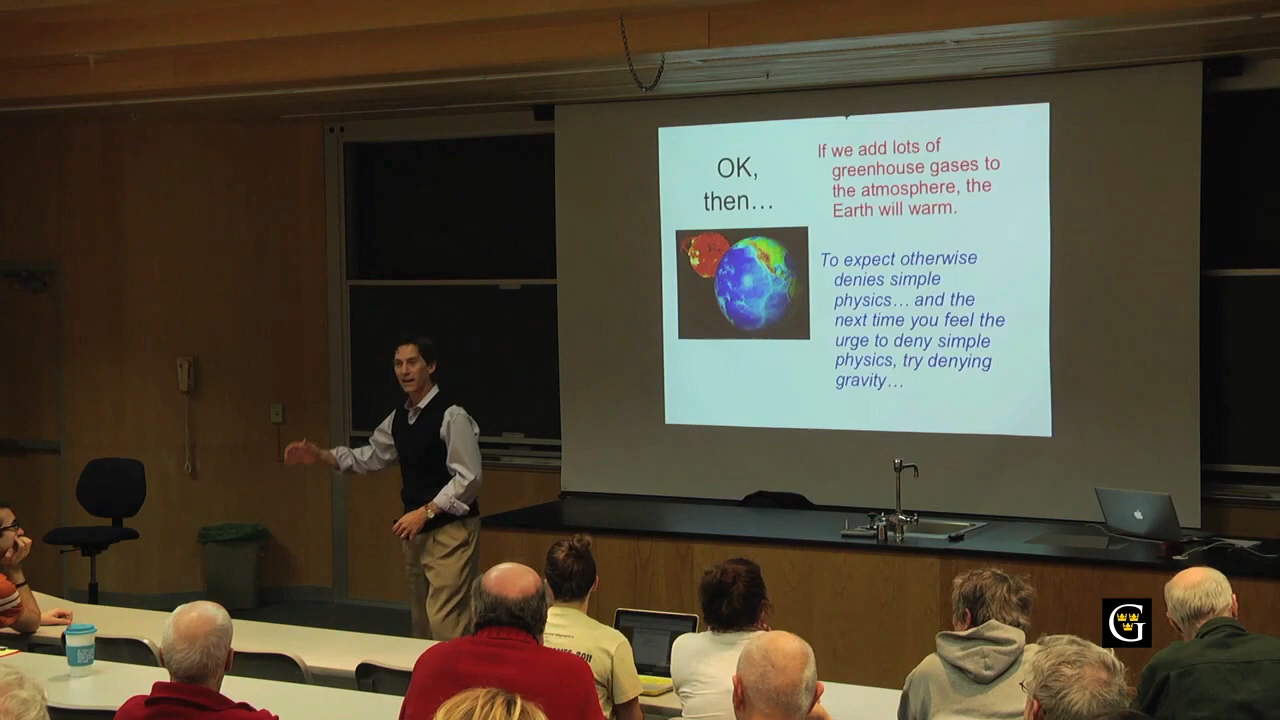 OK,
then…
If we add lots of
greenhouse gases to
the atmosphere, the
Earth will warm.
To expect otherwise
denies simple
physics… and the
next time you feel the
urge to deny simple
physics, try denying
gravity…
2011
G